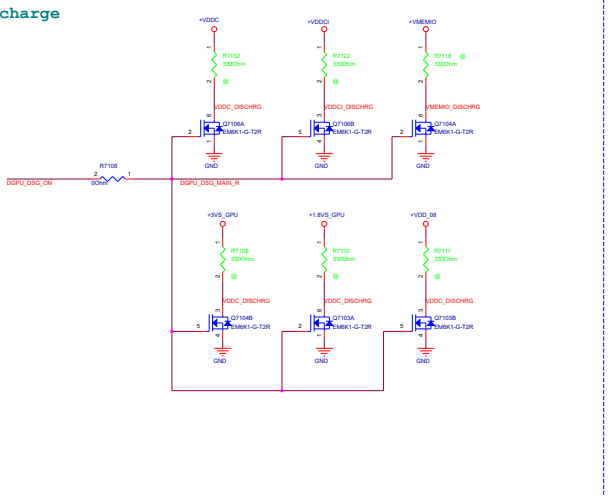 charge
+VDDC
+VDDCI
+VMEMIO
1
R7132
330Ohm
2
@
1
R7122
330Ohm
2
@
1
R7118 @
330Ohm
2
VDDC_DISCHRG
VDDCI_DISCHRG
VMEMIO_DISCHRG
6
Q7106A
2
EM6K1-G-T2R
1
3
Q7106B
5
EM6K1-G-T2R
4
6
Q7104A
2
EM6K1-G-T2R
1
GND
GND
GND
R7108
2
1
DGPU_DSG_ON
0Ohm
DGPU_DSG_MAIN_R
+3VS_GPU
+1.8VS_GPU
+VDD_08
1
330Ohm
2
@
1
330Ohm
2
@
1
R7111
330Ohm
2
@
VDDC_DISCHRG
VDDC_DISCHRG
VDDC_DISCHRG
3
Q7104B
5
EM6K1-G-T2R
4
6
Q7103A
2
EM6K1-G-T2R
1
3
Q7103B
5
EM6K1-G-T2R
4
GND
GND
GND